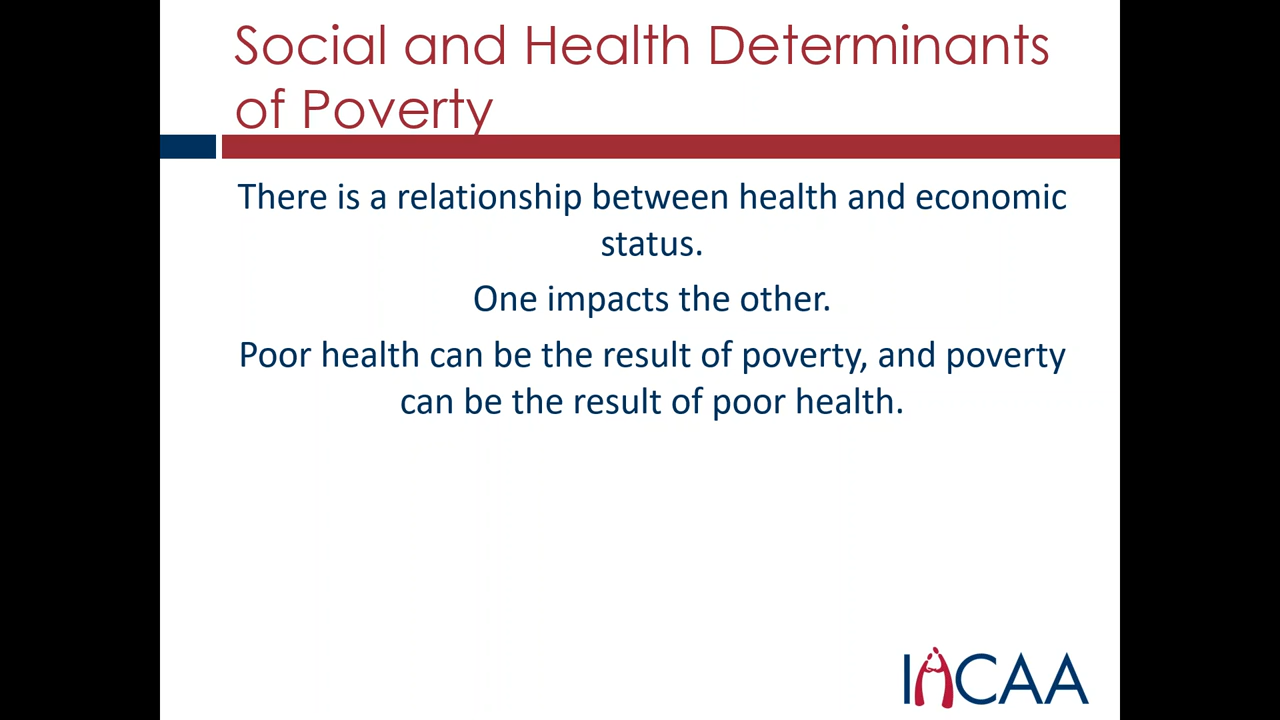 Social and Health Determinants
of Poverty
There is a relationship between health and economic
status.
One impacts the other.
Poor health can be the result of poverty, and poverty
can be the result of poor health.
IACAA